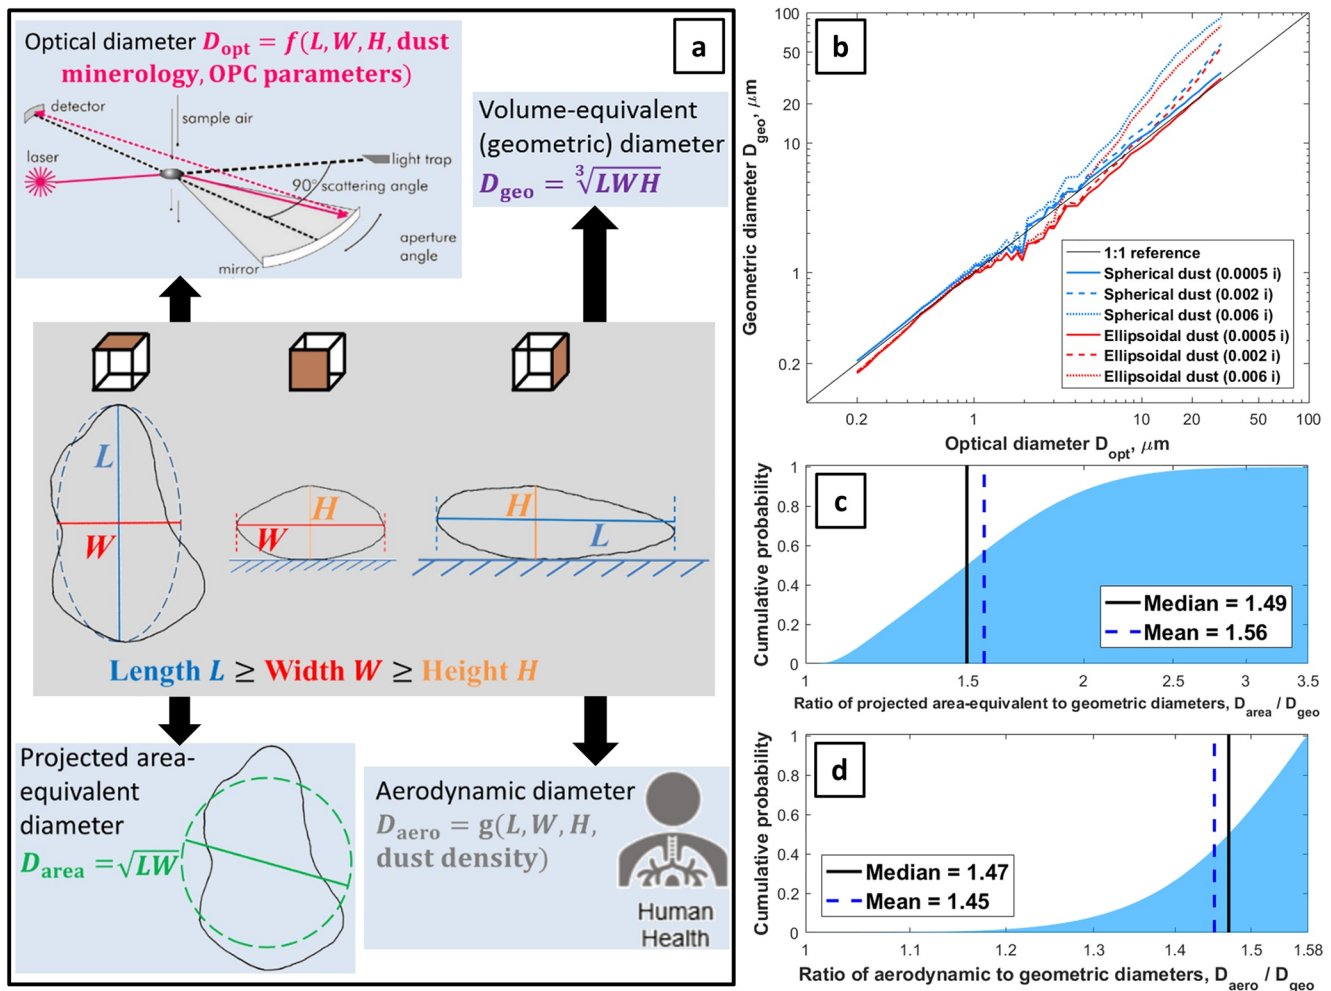 a
Optical diameter D_opt = f(L, W, H, dust
minerology, OPC parameters)
detector
sample air
laser
light trap
90° scattering angle
aperture
angle
mirror
Volume-equivalent
(geometric) diameter
D_geo = ∛LWH
L
W
H
W
H
L
Length L ≥ Width W ≥ Height H
Projected area-
equivalent
diameter
D_area = √LW
Aerodynamic diameter
D_aero = g(L, W, H,
dust density)
Human
Health
b
Geometric diameter D_geo, μm
100
50
20
10
1
0.2
1:1 reference
Spherical dust (0.0005 i)
Spherical dust (0.002 i)
Spherical dust (0.006 i)
Ellipsoidal dust (0.0005 i)
Ellipsoidal dust (0.002 i)
Ellipsoidal dust (0.006 i)
0.2 1 10 20 50 100
Optical diameter D_opt, μm
c
Cumulative probability
1
0.8
0.6
0.4
0.2
0
Median = 1.49
Mean = 1.56
1 1.5 2 2.5 3 3.5
Ratio of projected area-equivalent to geometric diameters, D_area / D_geo
d
Cumulative probability
1
0.8
0.6
0.4
0.2
0
Median = 1.47
Mean = 1.45
1 1.1 1.2 1.3 1.4 1.5 1.58
Ratio of aerodynamic to geometric diameters, D_aero / D_geo